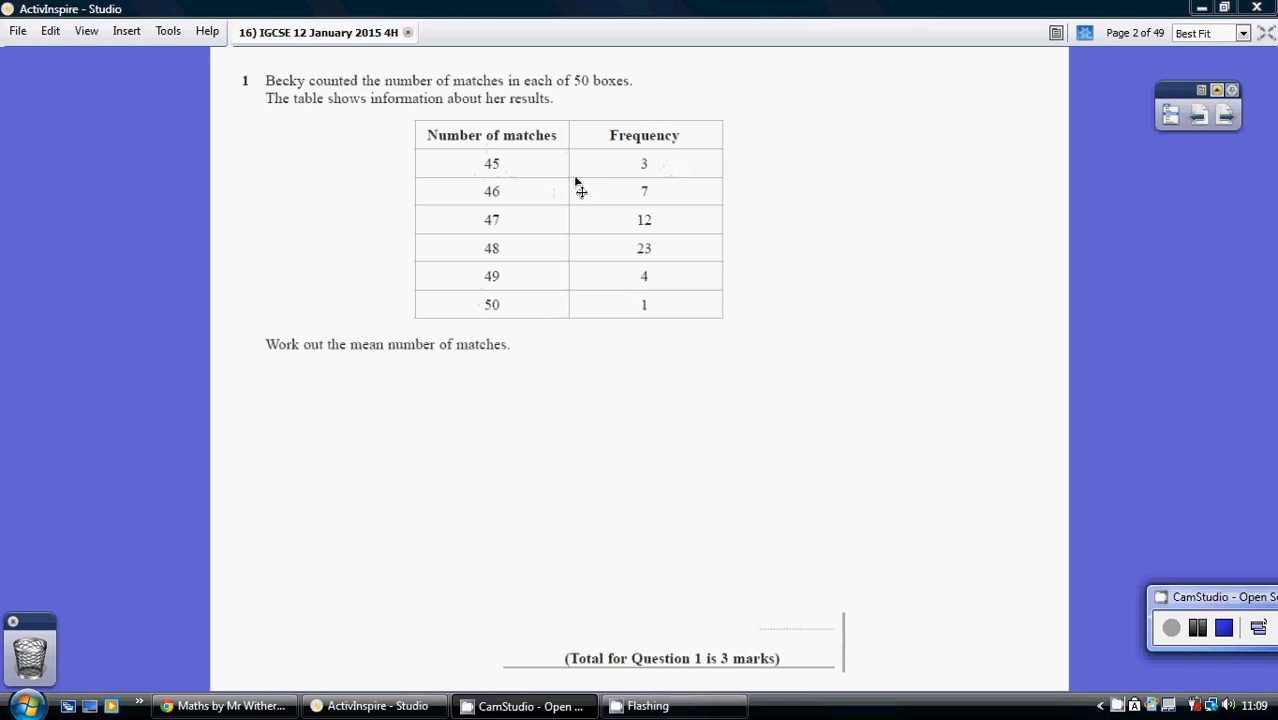 ActivInspire - Studio
File Edit View Insert Tools Help
16) IGCSE 12 January 2015 4H
Page 2 of 49
Best Fit
1 Becky counted the number of matches in each of 50 boxes.
The table shows information about her results.
Number of matches Frequency
45 3
46 7
47 12
48 23
49 4
50 1
Work out the mean number of matches.
CamStudio - Open
(Total for Question 1 is 3 marks)
Maths by Mr Wither... ActivInspire - Studio CamStudio - Open ... Flashing
A
11:09